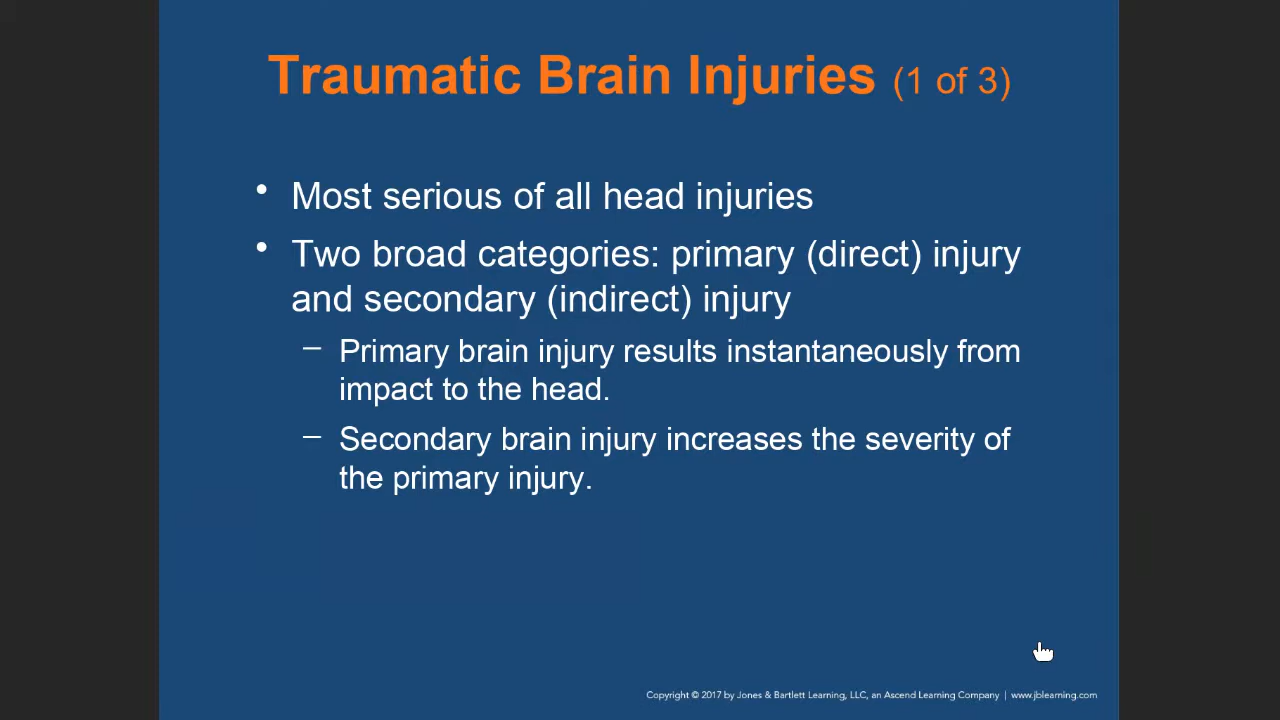 Traumatic Brain Injuries (1 of 3)
• Most serious of all head injuries
• Two broad categories: primary (direct) injury
and secondary (indirect) injury
– Primary brain injury results instantaneously from
impact to the head.
– Secondary brain injury increases the severity of
the primary injury.
Copyright © 2017 by Jones & Bartlett Learning, LLC, an Ascend Learning Company | www.jblearning.com